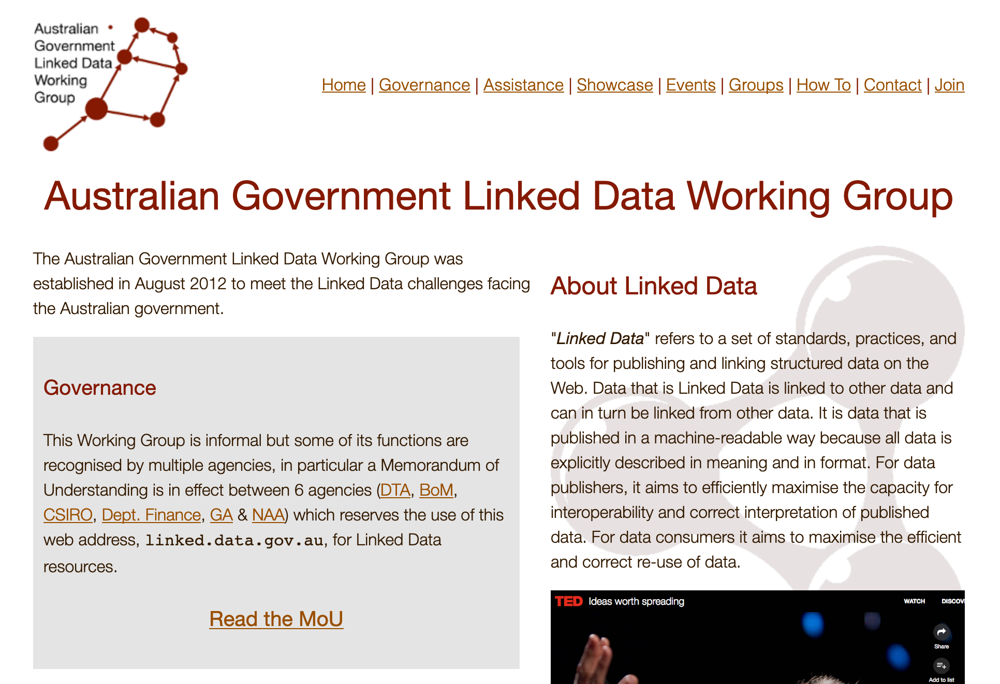 Australian
Government
Linked Data
Working
Group
Home | Governance | Assistance | Showcase | Events | Groups | How To | Contact | Join
Australian Government Linked Data Working Group
The Australian Government Linked Data Working Group was
established in August 2012 to meet the Linked Data challenges facing
the Australian government.
Governance
This Working Group is informal but some of its functions are
recognised by multiple agencies, in particular a Memorandum of
Understanding is in effect between 6 agencies (DTA, BoM,
CSIRO, Dept. Finance, GA & NAA) which reserves the use of this
web address, linked.data.gov.au, for Linked Data
resources.
Read the MoU
About Linked Data
"Linked Data" refers to a set of standards, practices, and
tools for publishing and linking structured data on the
Web. Data that is Linked Data is linked to other data and
can in turn be linked from other data. It is data that is
published in a machine-readable way because all data is
explicitly described in meaning and in format. For data
publishers, it aims to efficiently maximise the capacity for
interoperability and correct interpretation of published
data. For data consumers it aims to maximise the efficient
and correct re-use of data.
TED Ideas worth spreading
WATCH DISCOV
Share
Add to list